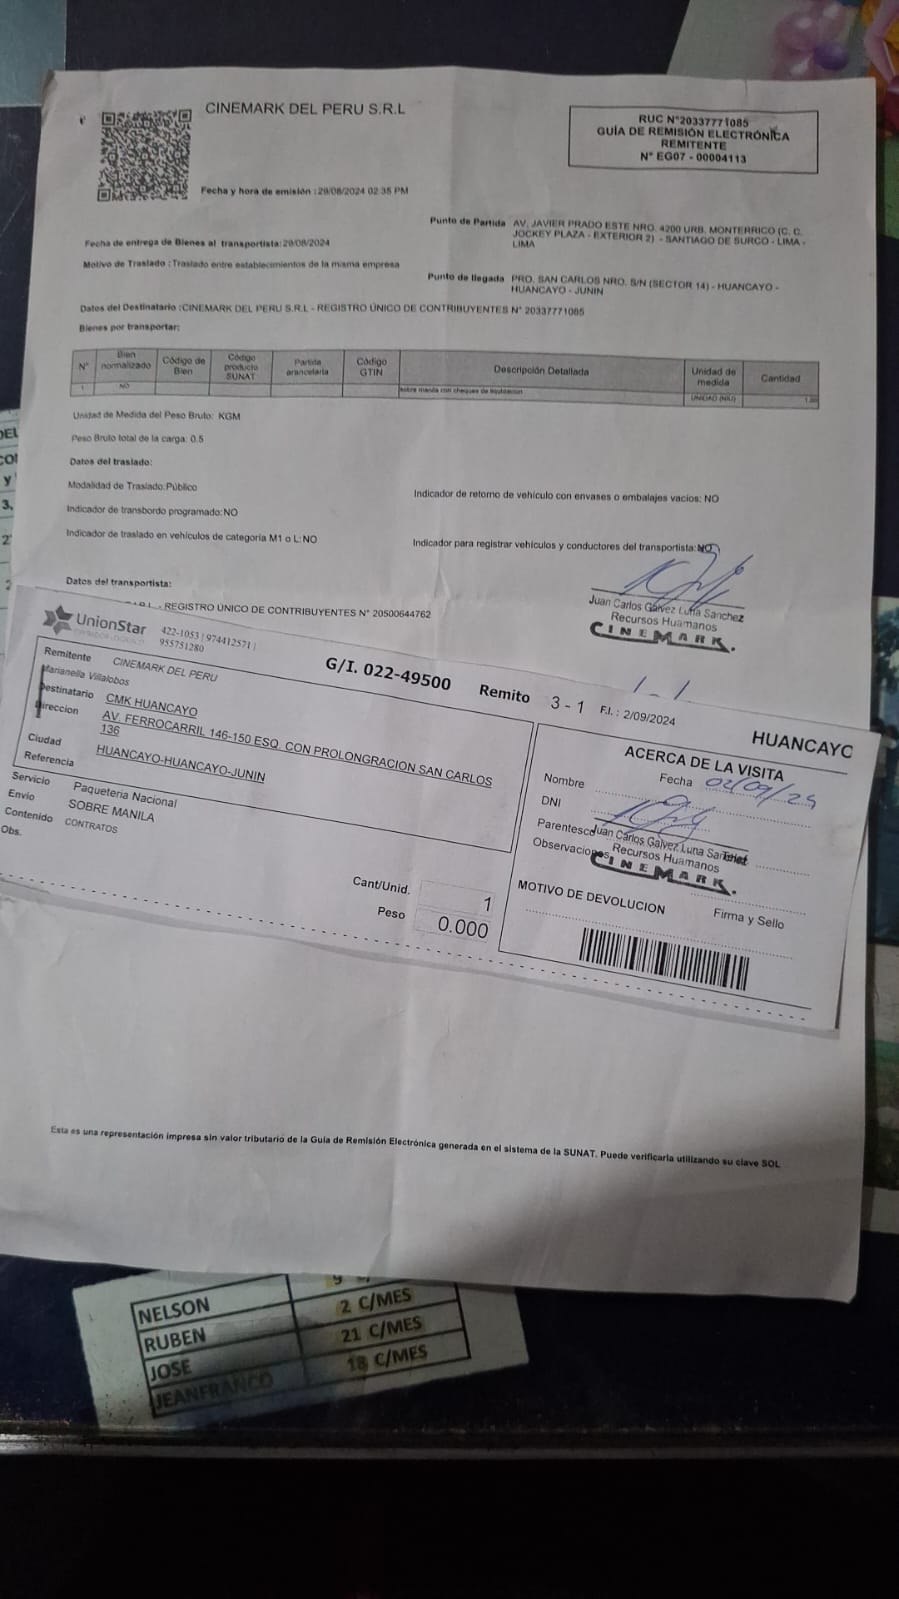 CINEMARK DEL PERU S.R.L
RUC N°20337771085
GUÍA DE REMISIÓN ELECTRÓNICA
REMITENTE
N° EG07 - 00004113
Fecha y hora de emisión :29/08/2024 02:35 PM
Fecha de entrega de Bienes al transportista:29/08/2024
Motivo de Traslado :Traslado entre establecimientos de la misma empresa
Punto de Partida AV. JAVIER PRADO ESTE NRO. 4200 URB. MONTERRICO (C. C.
JOCKEY PLAZA - EXTERIOR 2) - SANTIAGO DE SURCO - LIMA -
LIMA
Punto de llegada PRO. SAN CARLOS NRO. S/N (SECTOR 14) - HUANCAYO -
HUANCAYO - JUNIN
Datos del Destinatario :CINEMARK DEL PERU S.R.L - REGISTRO ÚNICO DE CONTRIBUYENTES N° 20337771085
Bienes por transportar:
N° Bien normalizado Código de Bien Código producto SUNAT Partida arancelaria Código GTIN Descripción Detallada Unidad de medida Cantidad
1 NO sobre manila con cheques de liquidacion UNIDAD (NIU)
Unidad de Medida del Peso Bruto: KGM
Peso Bruto total de la carga: 0.5
Datos del traslado:
Modalidad de Traslado:Público
Indicador de retorno de vehículo con envases o embalajes vacíos: NO
Indicador de transbordo programado:NO
Indicador de traslado en vehículos de categoría M1 o L:NO
Indicador para registrar vehículos y conductores del transportista:NO
Datos del transportista:
- REGISTRO ÚNICO DE CONTRIBUYENTES N° 20500644762
Juan Carlos Galvez Luna Sanchez
Recursos Humanos
CINEMARK.
UnionStar
422-1053 | 974412571 |
955751280
G/I. 022-49500
Remito 3 - 1 F.I. : 2/09/2024
HUANCAYO
Remitente CINEMARK DEL PERU
Marianella Villalobos
Destinatario CMK HUANCAYO
Direccion AV. FERROCARRIL 146-150 ESQ. CON PROLONGRACION SAN CARLOS
136
Ciudad HUANCAYO-HUANCAYO-JUNIN
Referencia
Servicio Paqueteria Nacional
Envio SOBRE MANILA
Contenido CONTRATOS
Obs.
Cant/Unid. 1
Peso 0.000
ACERCA DE LA VISITA
Fecha 02/09/24
Nombre
DNI
Parentesco
Juan Carlos Galvez Luna
Observaciones
Recursos Humanos
CINEMARK.
MOTIVO DE DEVOLUCION
Firma y Sello
Esta es una representación impresa sin valor tributario de la Guía de Remisión Electrónica generada en el sistema de la SUNAT. Puede verificarla utilizando su clave SOL
NELSON 2 C/MES
RUBEN 21 C/MES
JOSE 18 C/MES
JEANFRANCO